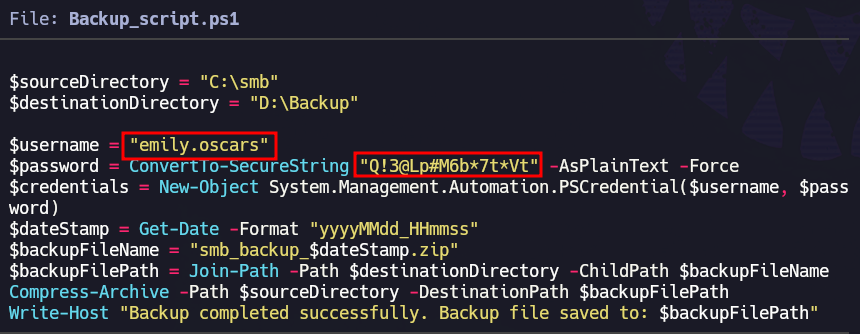 File: Backup_script.ps1
$sourceDirectory = "C:\smb"
$destinationDirectory = "D:\Backup"
$username = "emily.oscars"
$password = ConvertTo-SecureString "Q!3@Lp#M6b*7t*Vt" -AsPlainText -Force
$credentials = New-Object System.Management.Automation.PSCredential($username, $pass
word)
$dateStamp = Get-Date -Format "yyyyMMdd_HHmmss"
$backupFileName = "smb_backup_$dateStamp.zip"
$backupFilePath = Join-Path -Path $destinationDirectory -ChildPath $backupFileName
Compress-Archive -Path $sourceDirectory -DestinationPath $backupFilePath
Write-Host "Backup completed successfully. Backup file saved to: $backupFilePath"